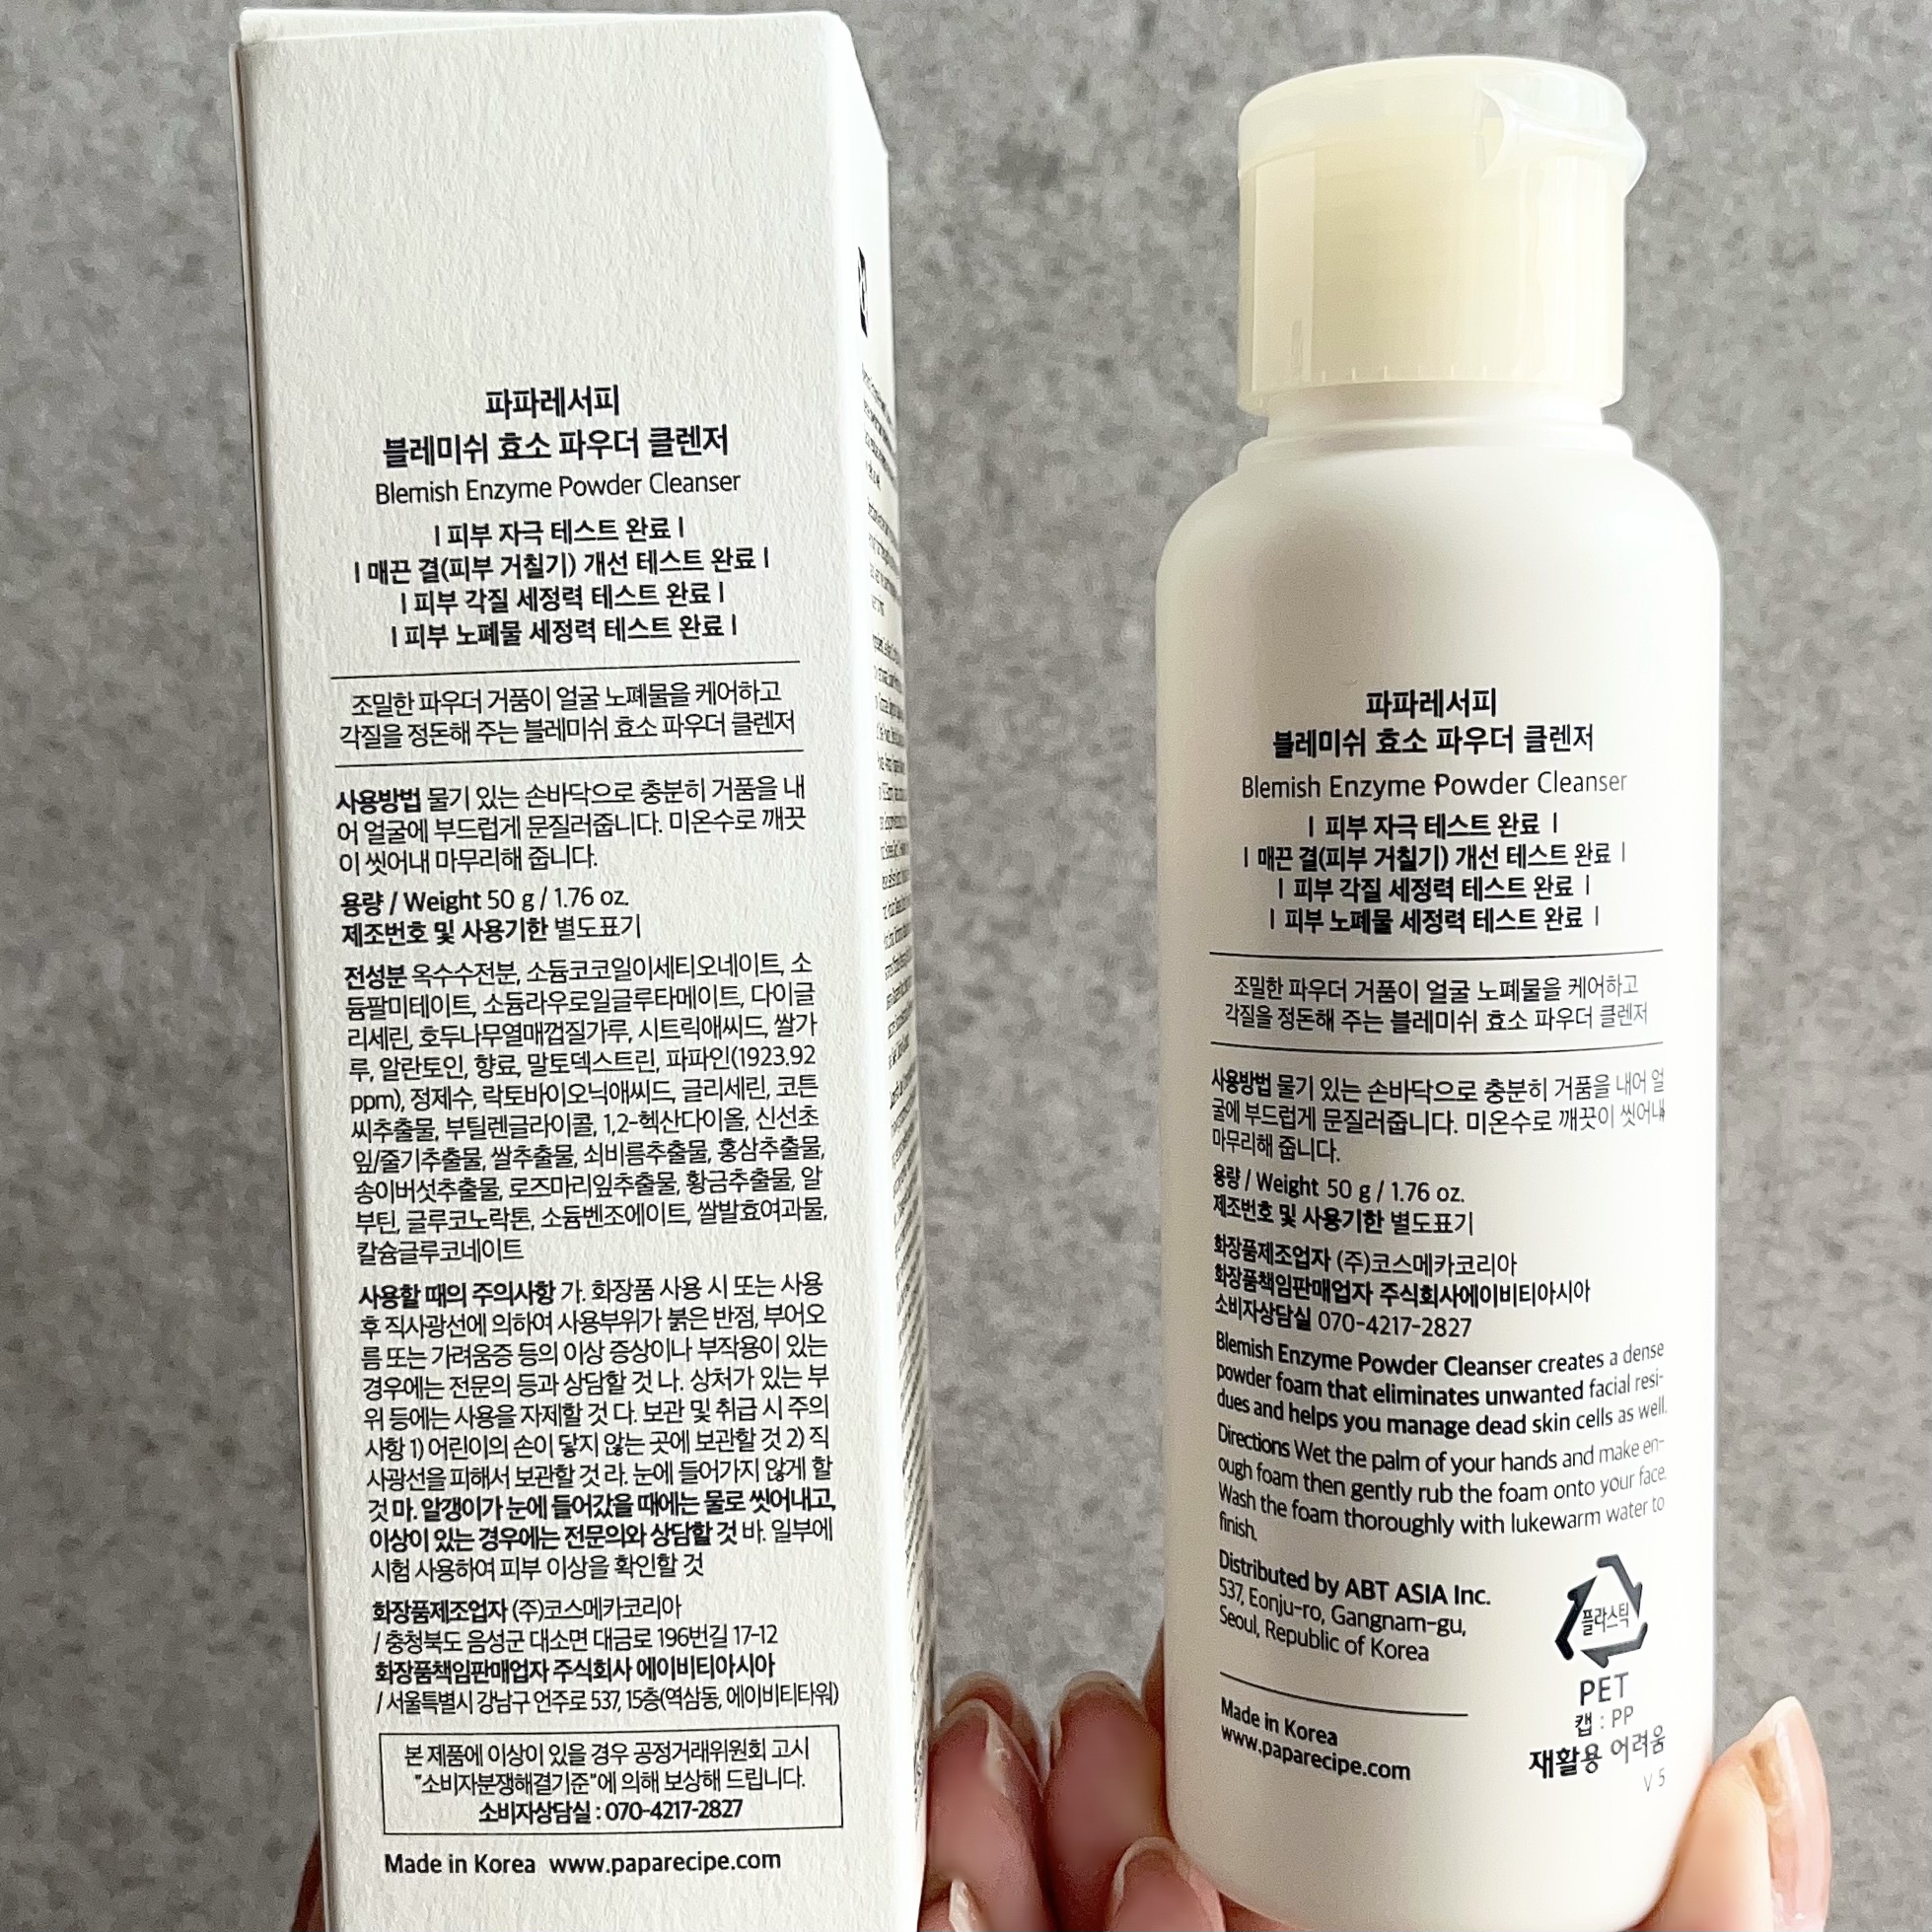 파파레서피
블레미쉬 효소 파우더 클렌저
Blemish Enzyme Powder Cleanser
| 피부 자극 테스트 완료 |
| 매끈 결(피부 거칠기) 개선 테스트 완료 |
| 피부 각질 세정력 테스트 완료 |
| 피부 노폐물 세정력 테스트 완료 |
조밀한 파우더 거품이 얼굴 노폐물을 케어하고
각질을 정돈해 주는 블레미쉬 효소 파우더 클렌저
사용방법 물기 있는 손바닥으로 충분히 거품을 내
어 얼굴에 부드럽게 문질러줍니다. 미온수로 깨끗
이 씻어내 마무리해 줍니다.
용량 / Weight 50 g / 1.76 oz.
제조번호 및 사용기한 별도표기
전성분 옥수수전분, 소듐코코일이세티오네이트, 소
듐팔미테이트, 소듐라우로일글루타메이트, 다이글
리세린, 호두나무열매껍질가루, 시트릭애씨드, 쌀가
루, 알란토인, 향료, 말토덱스트린, 파파인(1923.92
ppm), 정제수, 락토바이오닉애씨드, 글리세린, 코튼
씨추출물, 부틸렌글라이콜, 1,2-헥산다이올, 신선초
잎/줄기추출물, 쌀추출물, 쇠비름추출물, 홍삼추출물,
송이버섯추출물, 로즈마리잎추출물, 황금추출물, 알
부틴, 글루코노락톤, 소듐벤조에이트, 쌀발효여과물,
칼슘글루코네이트
사용할 때의 주의사항 가. 화장품 사용 시 또는 사용
후 직사광선에 의하여 사용부위가 붉은 반점, 부어오
름 또는 가려움증 등의 이상 증상이나 부작용이 있는
경우에는 전문의 등과 상담할 것 나. 상처가 있는 부
위 등에는 사용을 자제할 것 다. 보관 및 취급 시 주의
사항 1) 어린이의 손이 닿지 않는 곳에 보관할 것 2) 직
사광선을 피해서 보관할 것 라. 눈에 들어가지 않게 할
것 마. 알갱이가 눈에 들어갔을 때에는 물로 씻어내고,
이상이 있는 경우에는 전문의와 상담할 것 바. 일부에
시험 사용하여 피부 이상을 확인할 것
화장품제조업자 (주)코스메카코리아
/ 충청북도 음성군 대소면 대금로 196번길 17-12
화장품책임판매업자 주식회사 에이비티아시아
/ 서울특별시 강남구 언주로 537, 15층(역삼동, 에이비티타워)
본 제품에 이상이 있을 경우 공정거래위원회 고시
"소비자분쟁해결기준"에 의해 보상해 드립니다.
소비자상담실 : 070-4217-2827
Made in Korea www.paparecipe.com
파파레서피
블레미쉬 효소 파우더 클렌저
Blemish Enzyme Powder Cleanser
| 피부 자극 테스트 완료 |
| 매끈 결(피부 거칠기) 개선 테스트 완료 |
| 피부 각질 세정력 테스트 완료 |
| 피부 노폐물 세정력 테스트 완료 |
조밀한 파우더 거품이 얼굴 노폐물을 케어하고
각질을 정돈해 주는 블레미쉬 효소 파우더 클렌저
사용방법 물기 있는 손바닥으로 충분히 거품을 내어 얼
굴에 부드럽게 문질러줍니다. 미온수로 깨끗이 씻어내
마무리해 줍니다.
용량 / Weight 50 g / 1.76 oz.
제조번호 및 사용기한 별도표기
화장품제조업자 (주)코스메카코리아
화장품책임판매업자 주식회사에이비티아시아
소비자상담실 070-4217-2827
Blemish Enzyme Powder Cleanser creates a dense
powder foam that eliminates unwanted facial resi-
dues and helps you manage dead skin cells as well.
Directions Wet the palm of your hands and make en-
ough foam then gently rub the foam onto your face.
Wash the foam thoroughly with lukewarm water to
finish.
Distributed by ABT ASIA Inc.
537, Eonju-ro, Gangnam-gu,
Seoul, Republic of Korea
Made in Korea
www.paparecipe.com
플라스틱
PET
캡 : PP
재활용 어려움
V 5